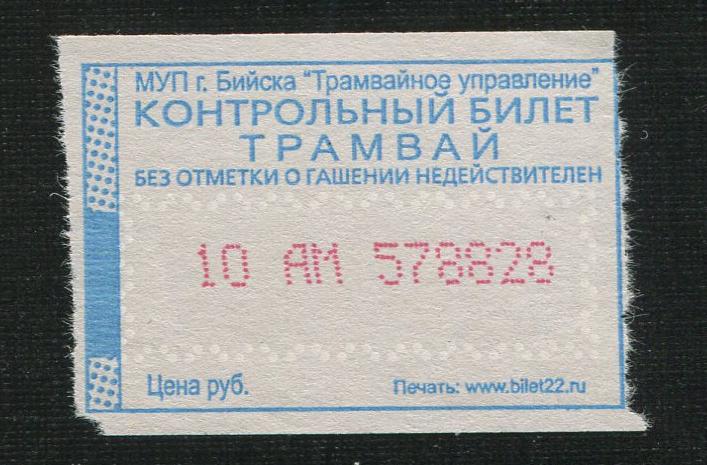 МУП г. Бийска "Трамвайное управление"
КОНТРОЛЬНЫЙ БИЛЕТ
ТРАМВАЙ
БЕЗ ОТМЕТКИ О ГАШЕНИИ НЕДЕЙСТВИТЕЛЕН
10 АМ 578828
Цена руб.
Печать: www.bilet22.ru